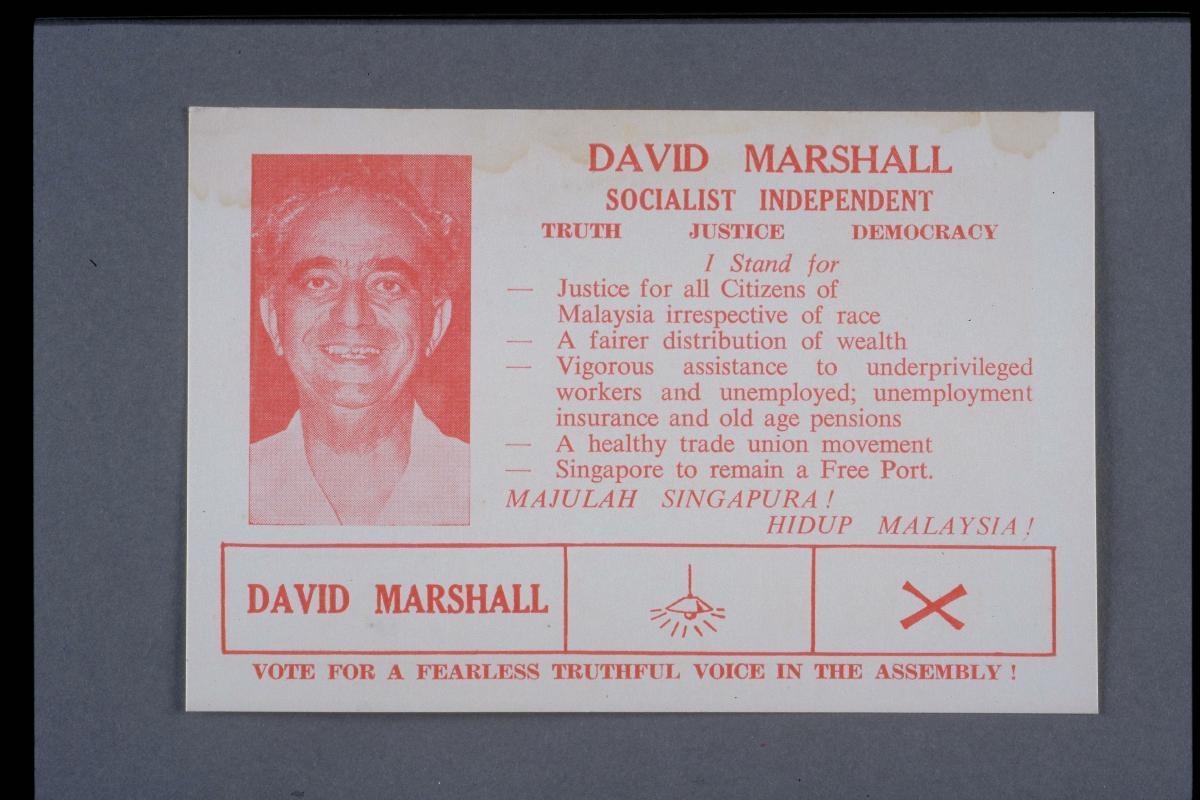 DAVID MARSHALL
SOCIALIST INDEPENDENT
TRUTH JUSTICE DEMOCRACY
I Stand for
— Justice for all Citizens of
Malaysia irrespective of race
— A fairer distribution of wealth
— Vigorous assistance to underprivileged
workers and unemployed; unemployment
insurance and old age pensions
— A healthy trade union movement
— Singapore to remain a Free Port.
MAJULAH SINGAPURA !
HIDUP MALAYSIA !
DAVID MARSHALL
VOTE FOR A FEARLESS TRUTHFUL VOICE IN THE ASSEMBLY !